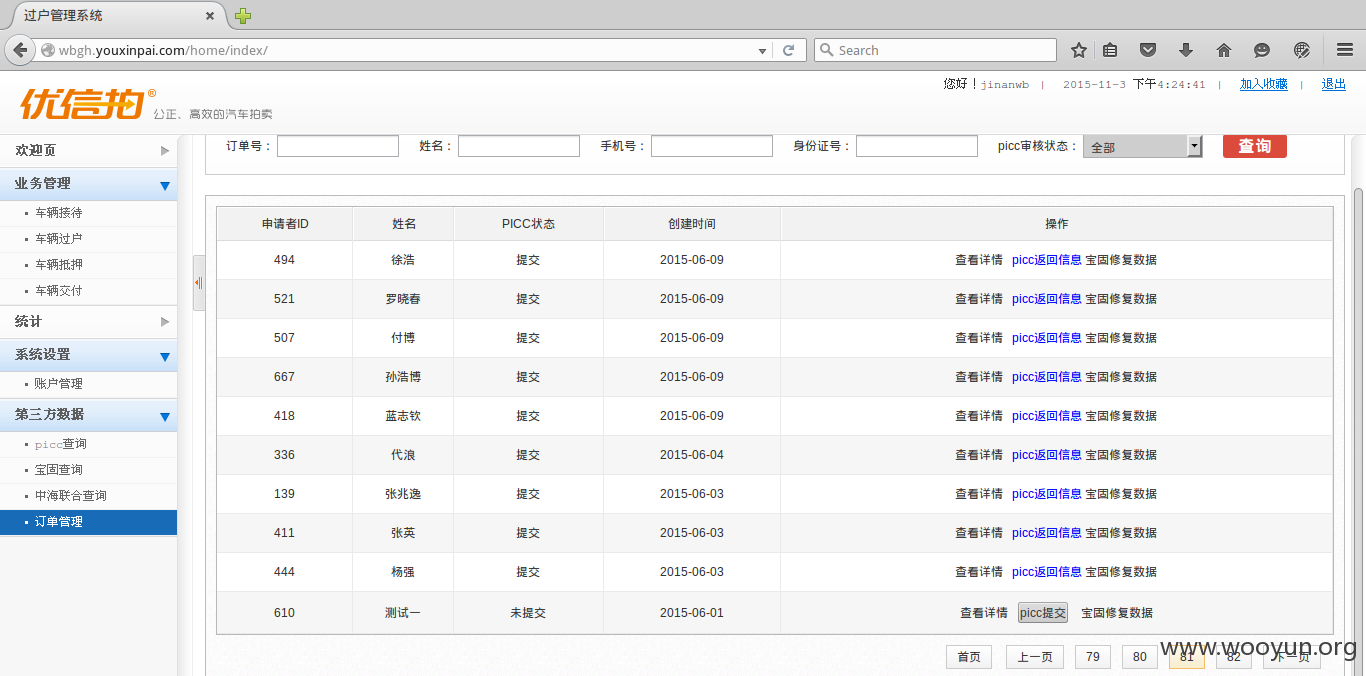 过户管理系统
wbgh.youxinpai.com/home/index/
Search
您好！jinanwb | 2015-11-3 下午4:24:41 | 加入收藏 | 退出
优信拍® 公正、高效的汽车拍卖
欢迎页
业务管理
车辆接待
车辆过户
车辆抵押
车辆交付
统计
系统设置
账户管理
第三方数据
picc查询
宝固查询
中海联合查询
订单管理
订单号： 姓名： 手机号： 身份证号： picc审核状态： 全部 查询
申请者ID 姓名 PICC状态 创建时间 操作
494 徐浩 提交 2015-06-09 查看详情 picc返回信息 宝固修复数据
521 罗晓春 提交 2015-06-09 查看详情 picc返回信息 宝固修复数据
507 付博 提交 2015-06-09 查看详情 picc返回信息 宝固修复数据
667 孙浩博 提交 2015-06-09 查看详情 picc返回信息 宝固修复数据
418 蓝志钦 提交 2015-06-09 查看详情 picc返回信息 宝固修复数据
336 代浪 提交 2015-06-04 查看详情 picc返回信息 宝固修复数据
139 张兆逸 提交 2015-06-03 查看详情 picc返回信息 宝固修复数据
411 张英 提交 2015-06-03 查看详情 picc返回信息 宝固修复数据
444 杨强 提交 2015-06-03 查看详情 picc返回信息 宝固修复数据
610 测试一 未提交 2015-06-01 查看详情 picc提交 宝固修复数据
首页 上一页 79 80 81 82 下一页
www.wooyun.org